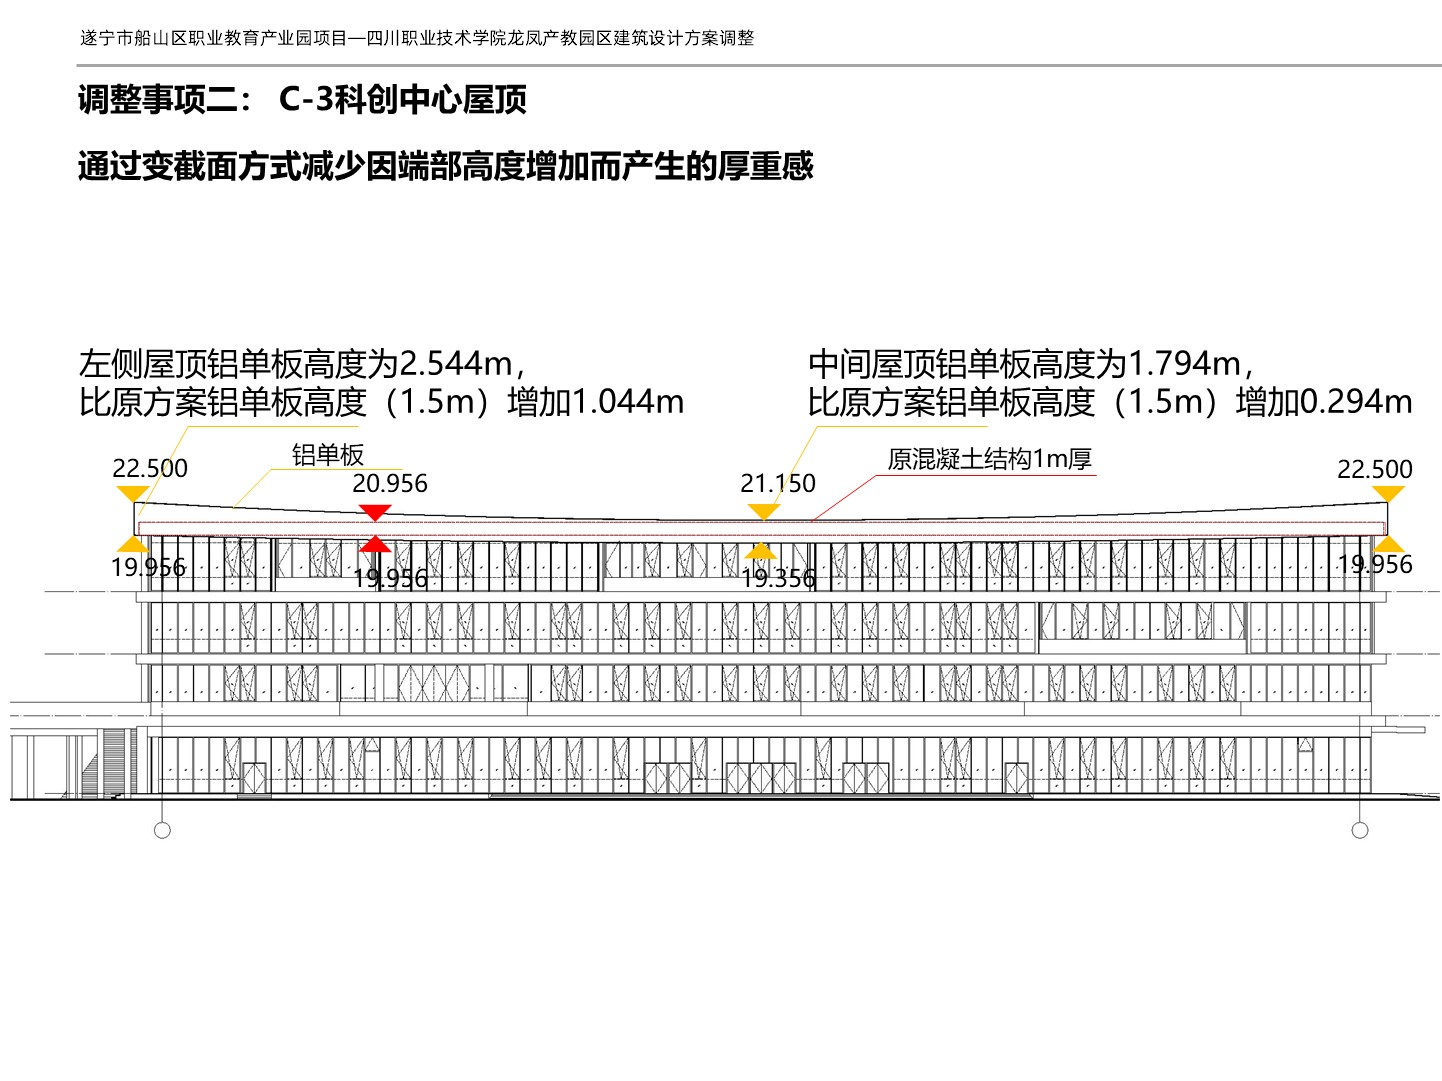 遂宁市船山区职业教育产业园项目—四川职业技术学院龙凤产教园区建筑设计方案调整
调整事项二： C-3科创中心屋顶
通过变截面方式减少因端部高度增加而产生的厚重感
左侧屋顶铝单板高度为2.544m，
比原方案铝单板高度（1.5m）增加1.044m
中间屋顶铝单板高度为1.794m，
比原方案铝单板高度（1.5m）增加0.294m
铝单板
原混凝土结构1m厚
22.500
20.956
21.150
22.500
19.956
19.956
19.356
19.956